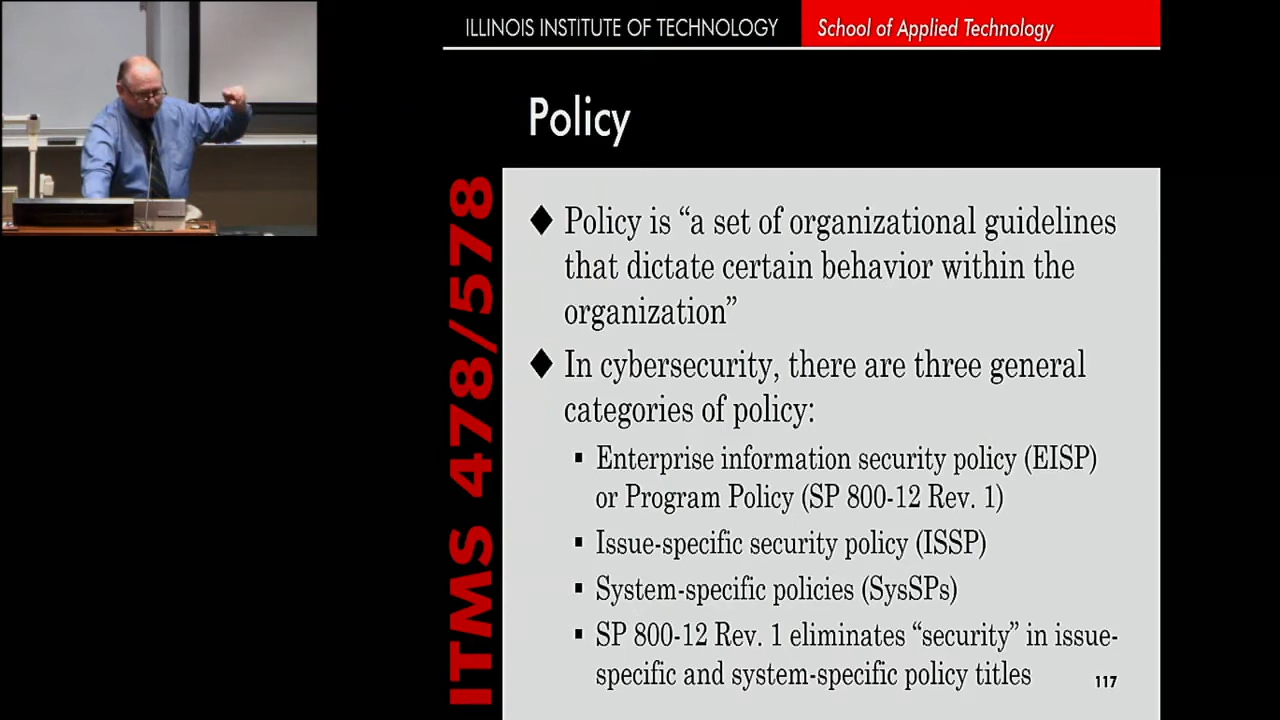 ILLINOIS INSTITUTE OF TECHNOLOGY School of Applied Technology
Policy
ITMS 478/578
♦ Policy is “a set of organizational guidelines
that dictate certain behavior within the
organization”
♦ In cybersecurity, there are three general
categories of policy:
▪ Enterprise information security policy (EISP)
or Program Policy (SP 800-12 Rev. 1)
▪ Issue-specific security policy (ISSP)
▪ System-specific policies (SysSPs)
▪ SP 800-12 Rev. 1 eliminates “security” in issue-
specific and system-specific policy titles
117